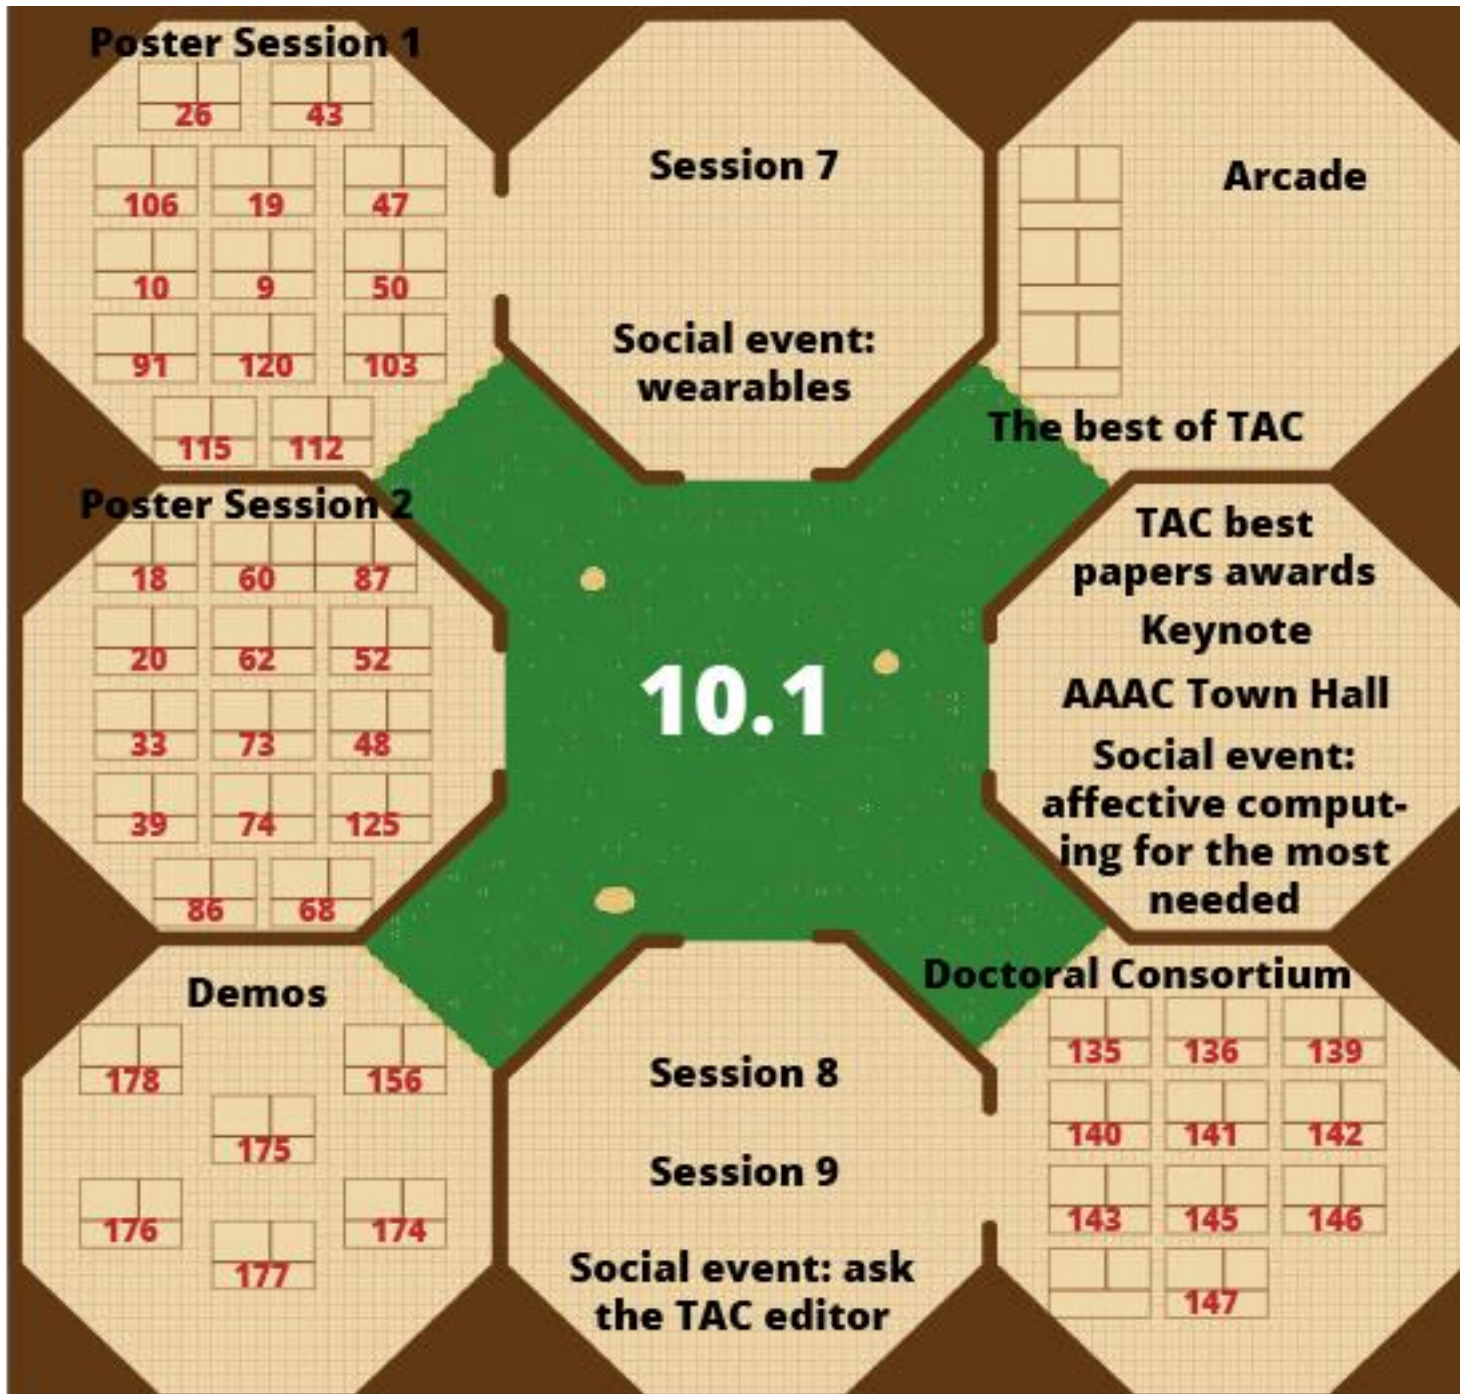 Poster Session 1
26 43
106 19 47
10 9 50
91 120 103
115 112
Session 7
Social event:
wearables
Arcade
The best of TAC
Poster Session 2
18 60 87
20 62 52
33 73 48
39 74 125
86 68
10.1
TAC best
papers awards
Keynote
AAAC Town Hall
Social event:
affective comput-
ing for the most
needed
Demos
178 156
175
176 174
177
Session 8
Session 9
Social event: ask
the TAC editor
Doctoral Consortium
135 136 139
140 141 142
143 145 146
147